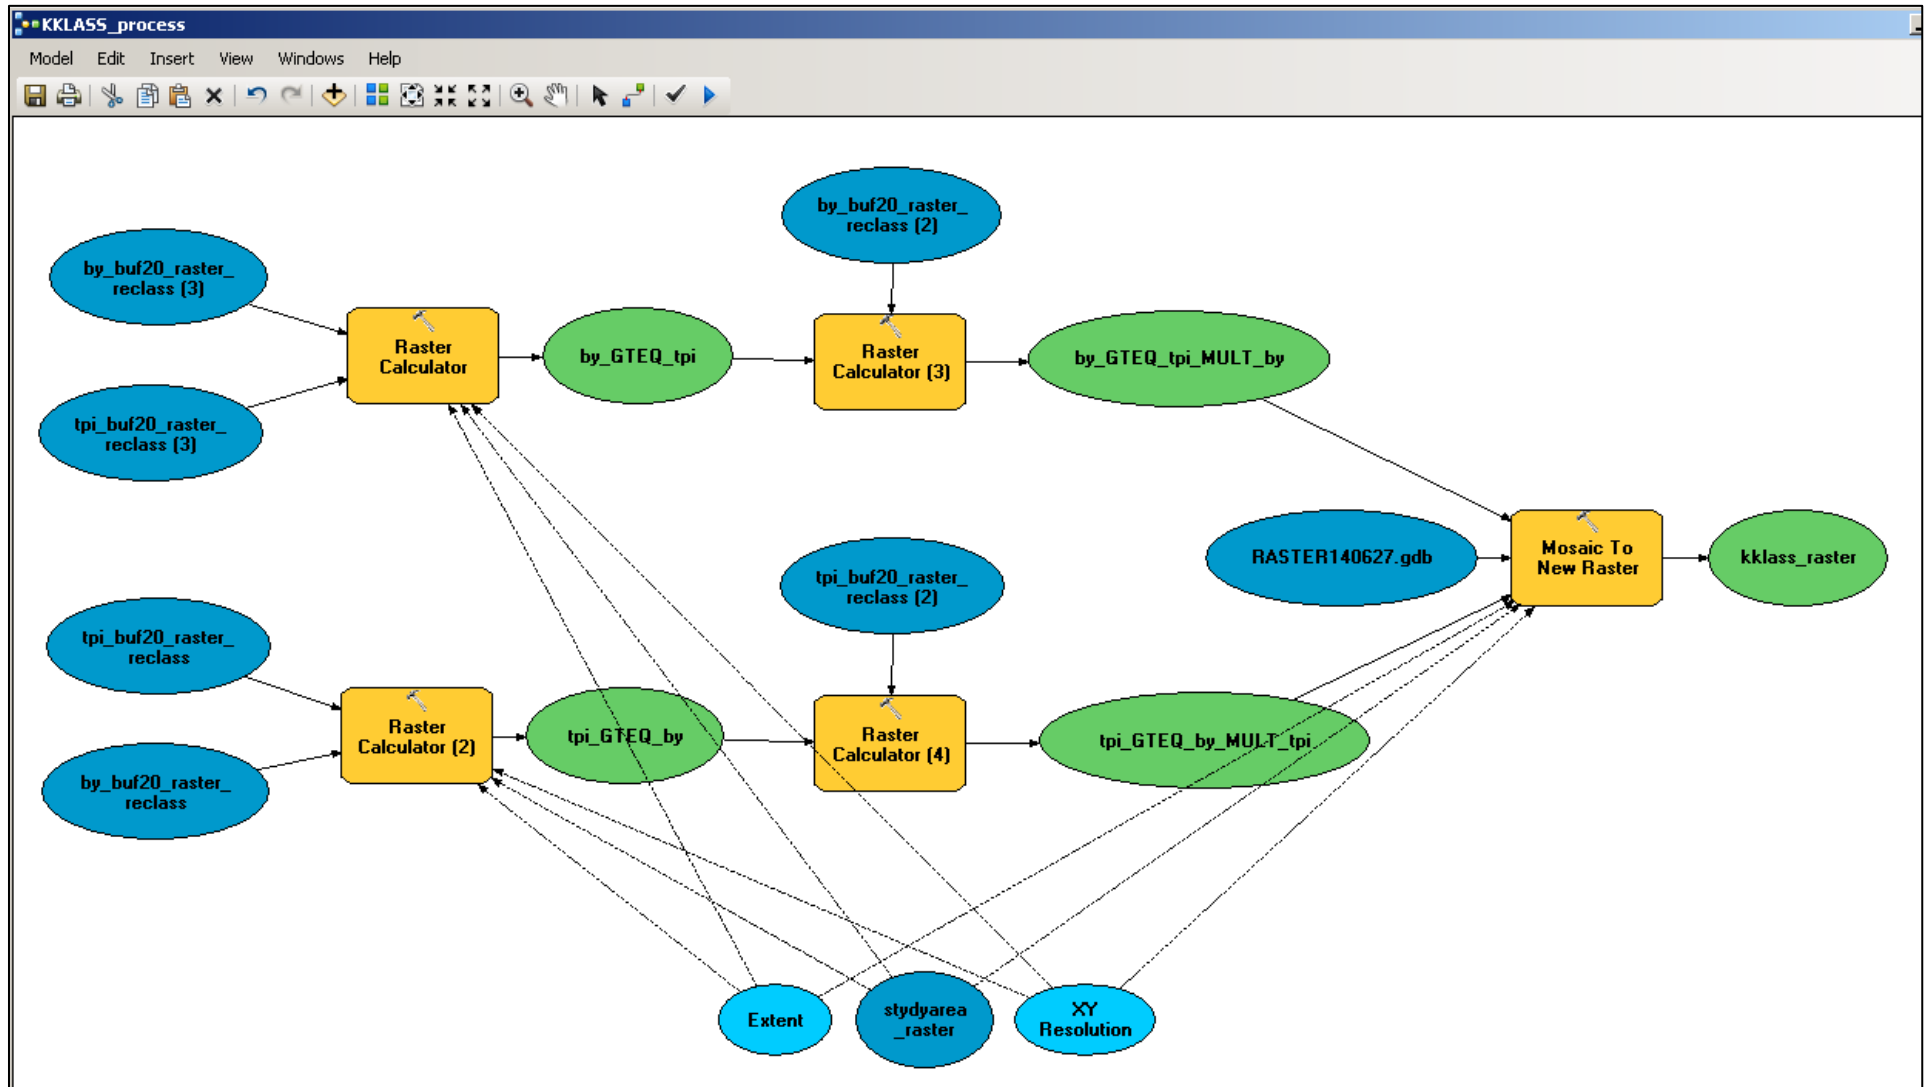 KKLASS_process
Model Edit Insert View Windows Help
by_buf20_raster_
reclass (2)
by_buf20_raster_
reclass (3)
Raster
Calculator
by_GTEQ_tpi
Raster
Calculator (3)
by_GTEQ_tpi_MULT_by
tpi_buf20_raster_
reclass (3)
RASTER140627.gdb
Mosaic To
New Raster
kklass_raster
tpi_buf20_raster_
reclass (2)
tpi_buf20_raster_
reclass
Raster
Calculator (2)
tpi_GTEQ_by
Raster
Calculator (4)
tpi_GTEQ_by_MULT_tpi
by_buf20_raster_
reclass
Extent
stydyarea
_raster
XY
Resolution